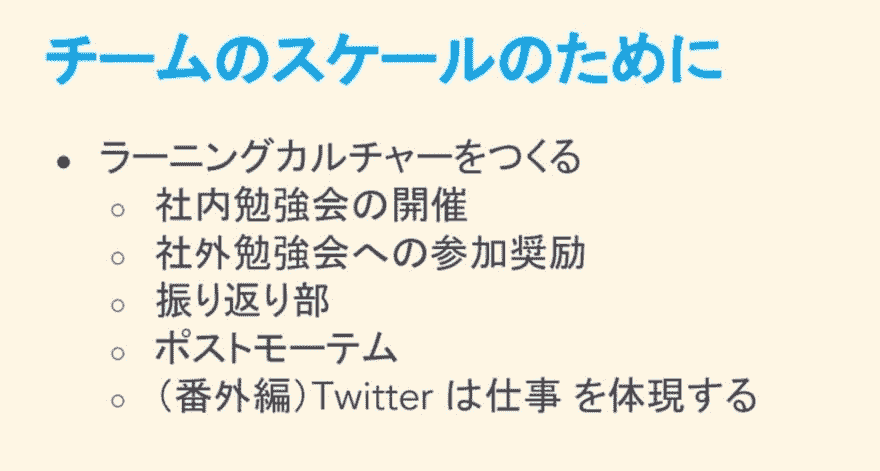 チームのスケールのために
● ラーニングカルチャーをつくる
○ 社内勉強会の開催
○ 社外勉強会への参加奨励
○ 振り返り部
○ ポストモーテム
○ （番外編）Twitter は仕事 を体現する